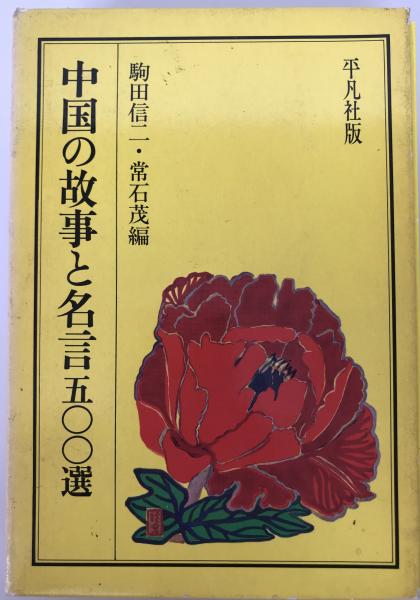 平凡社版
駒田信二・常石茂編
中国の故事と名言五〇〇選